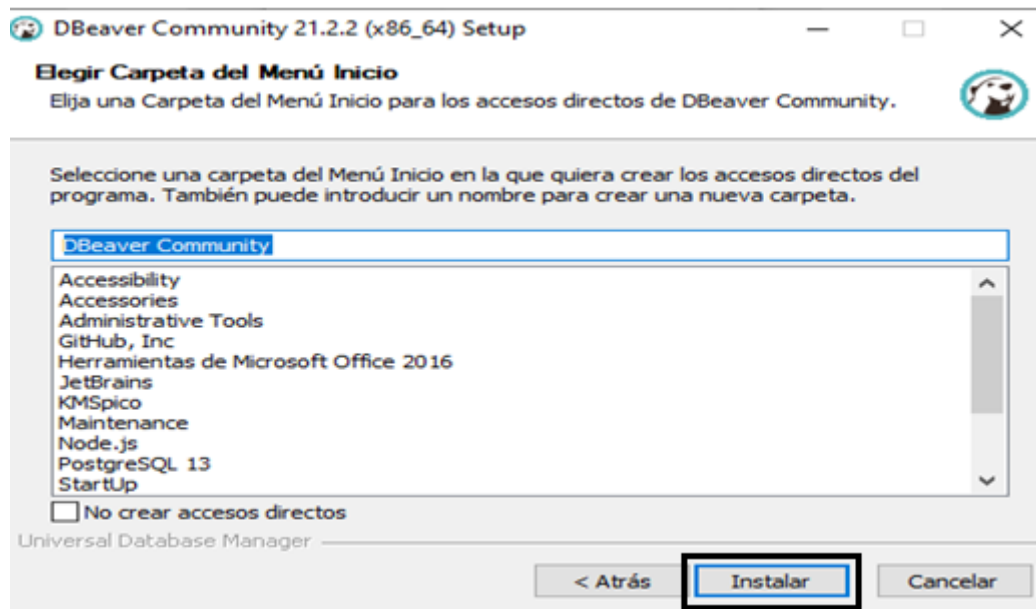 DBeaver Community 21.2.2 (x86_64) Setup
Elegir Carpeta del Menú Inicio
Elija una Carpeta del Menú Inicio para los accesos directos de DBeaver Community.
Seleccione una carpeta del Menú Inicio en la que quiera crear los accesos directos del
programa. También puede introducir un nombre para crear una nueva carpeta.
DBeaver Community
Accessibility
Accessories
Administrative Tools
GitHub, Inc
Herramientas de Microsoft Office 2016
JetBrains
KMSpico
Maintenance
Node.js
PostgreSQL 13
StartUp
No crear accesos directos
Universal Database Manager
< Atrás Instalar Cancelar